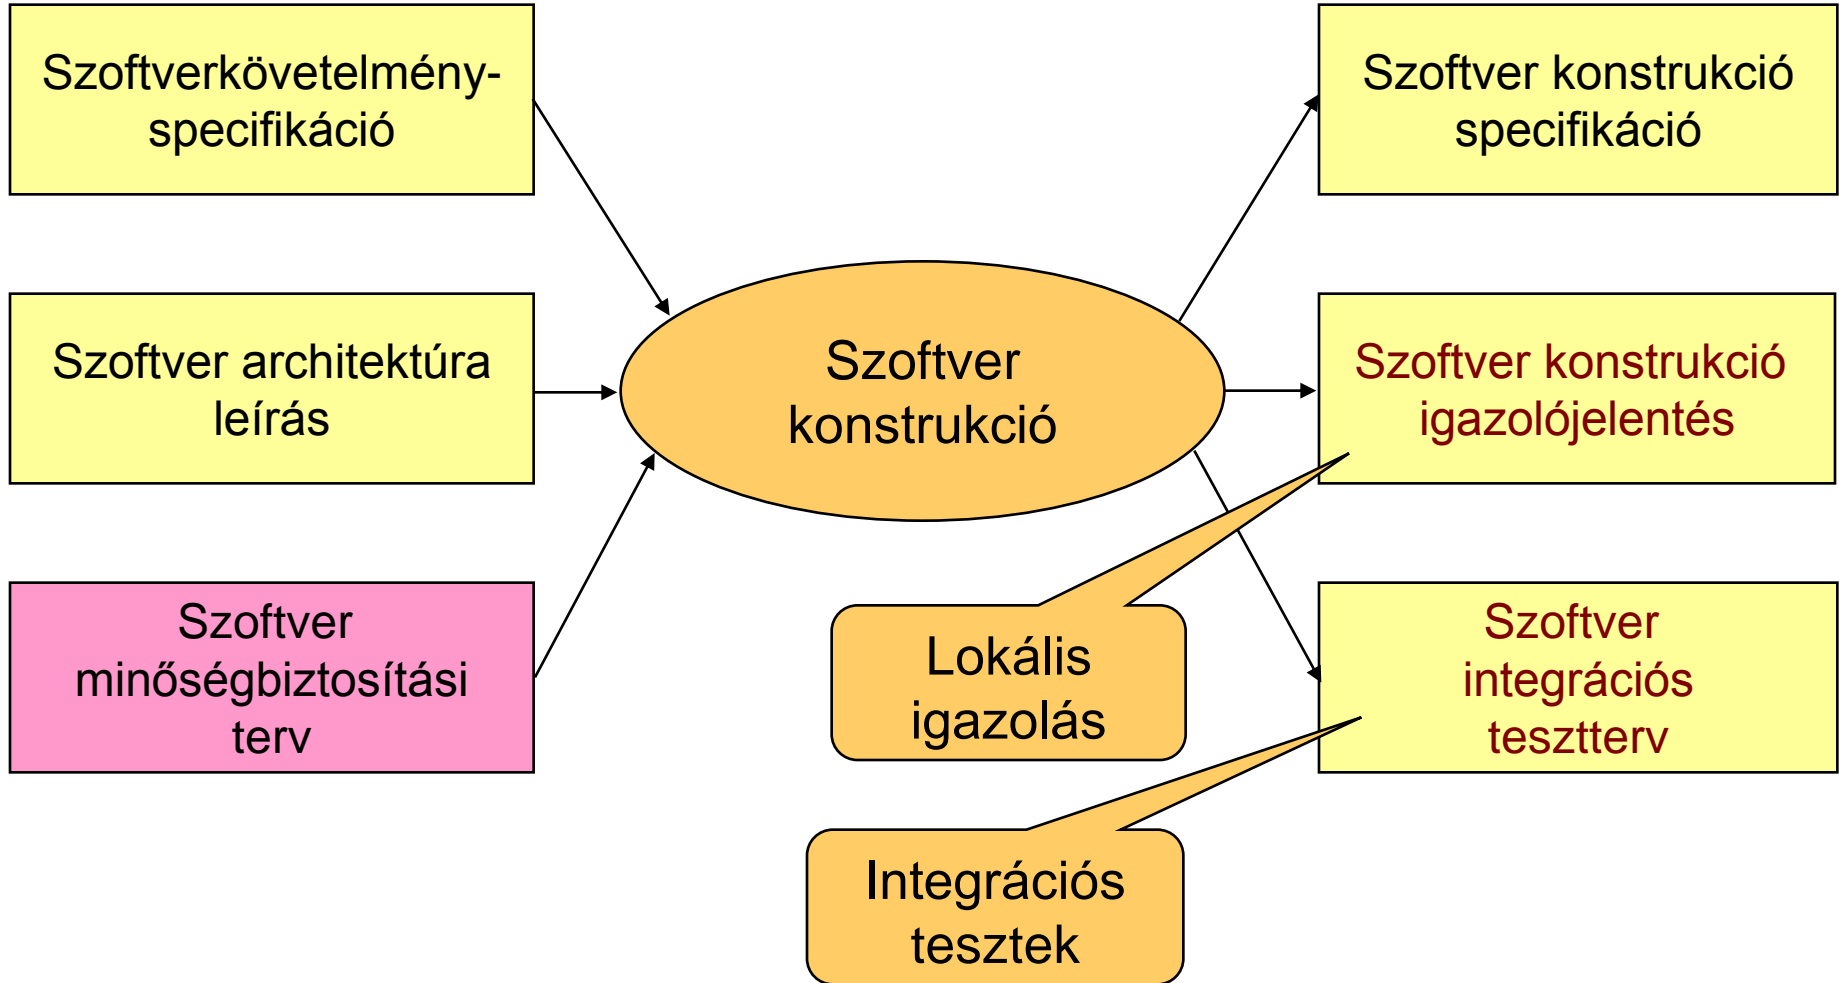 Szoftverkövetelmény-
specifikáció
Szoftver architektúra
leírás
Szoftver
minőségbiztosítási
terv
Szoftver
konstrukció
Szoftver konstrukció
specifikáció
Szoftver konstrukció
igazolójelentés
Szoftver
integrációs
tesztterv
Lokális
igazolás
Integrációs
tesztek